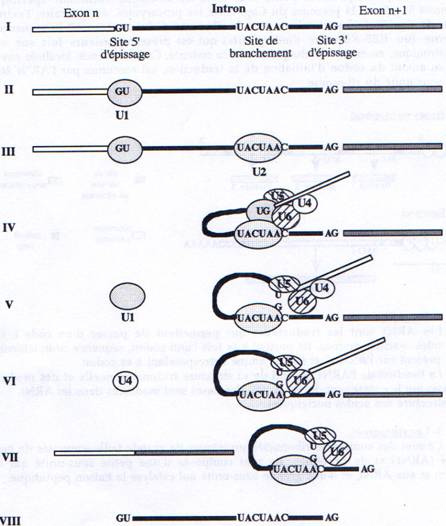 Exon n Intron Exon n+1
I GU UACUAAC AG
Site 5' Site de Site 3'
d'épissage branchement d'épissage
II GU UACUAAC AG
U1
III GU UACUAAC AG
U2
U5
U4
UG U6
IV UACUAAC AG
U5 U4
U
G U6
V U1 UACUAAC AG
U5
U
G U6
VI U4 UACUAAC AG
U5
U
G U6
VII UACUAAC AG
VIII GU UACUAAC AG